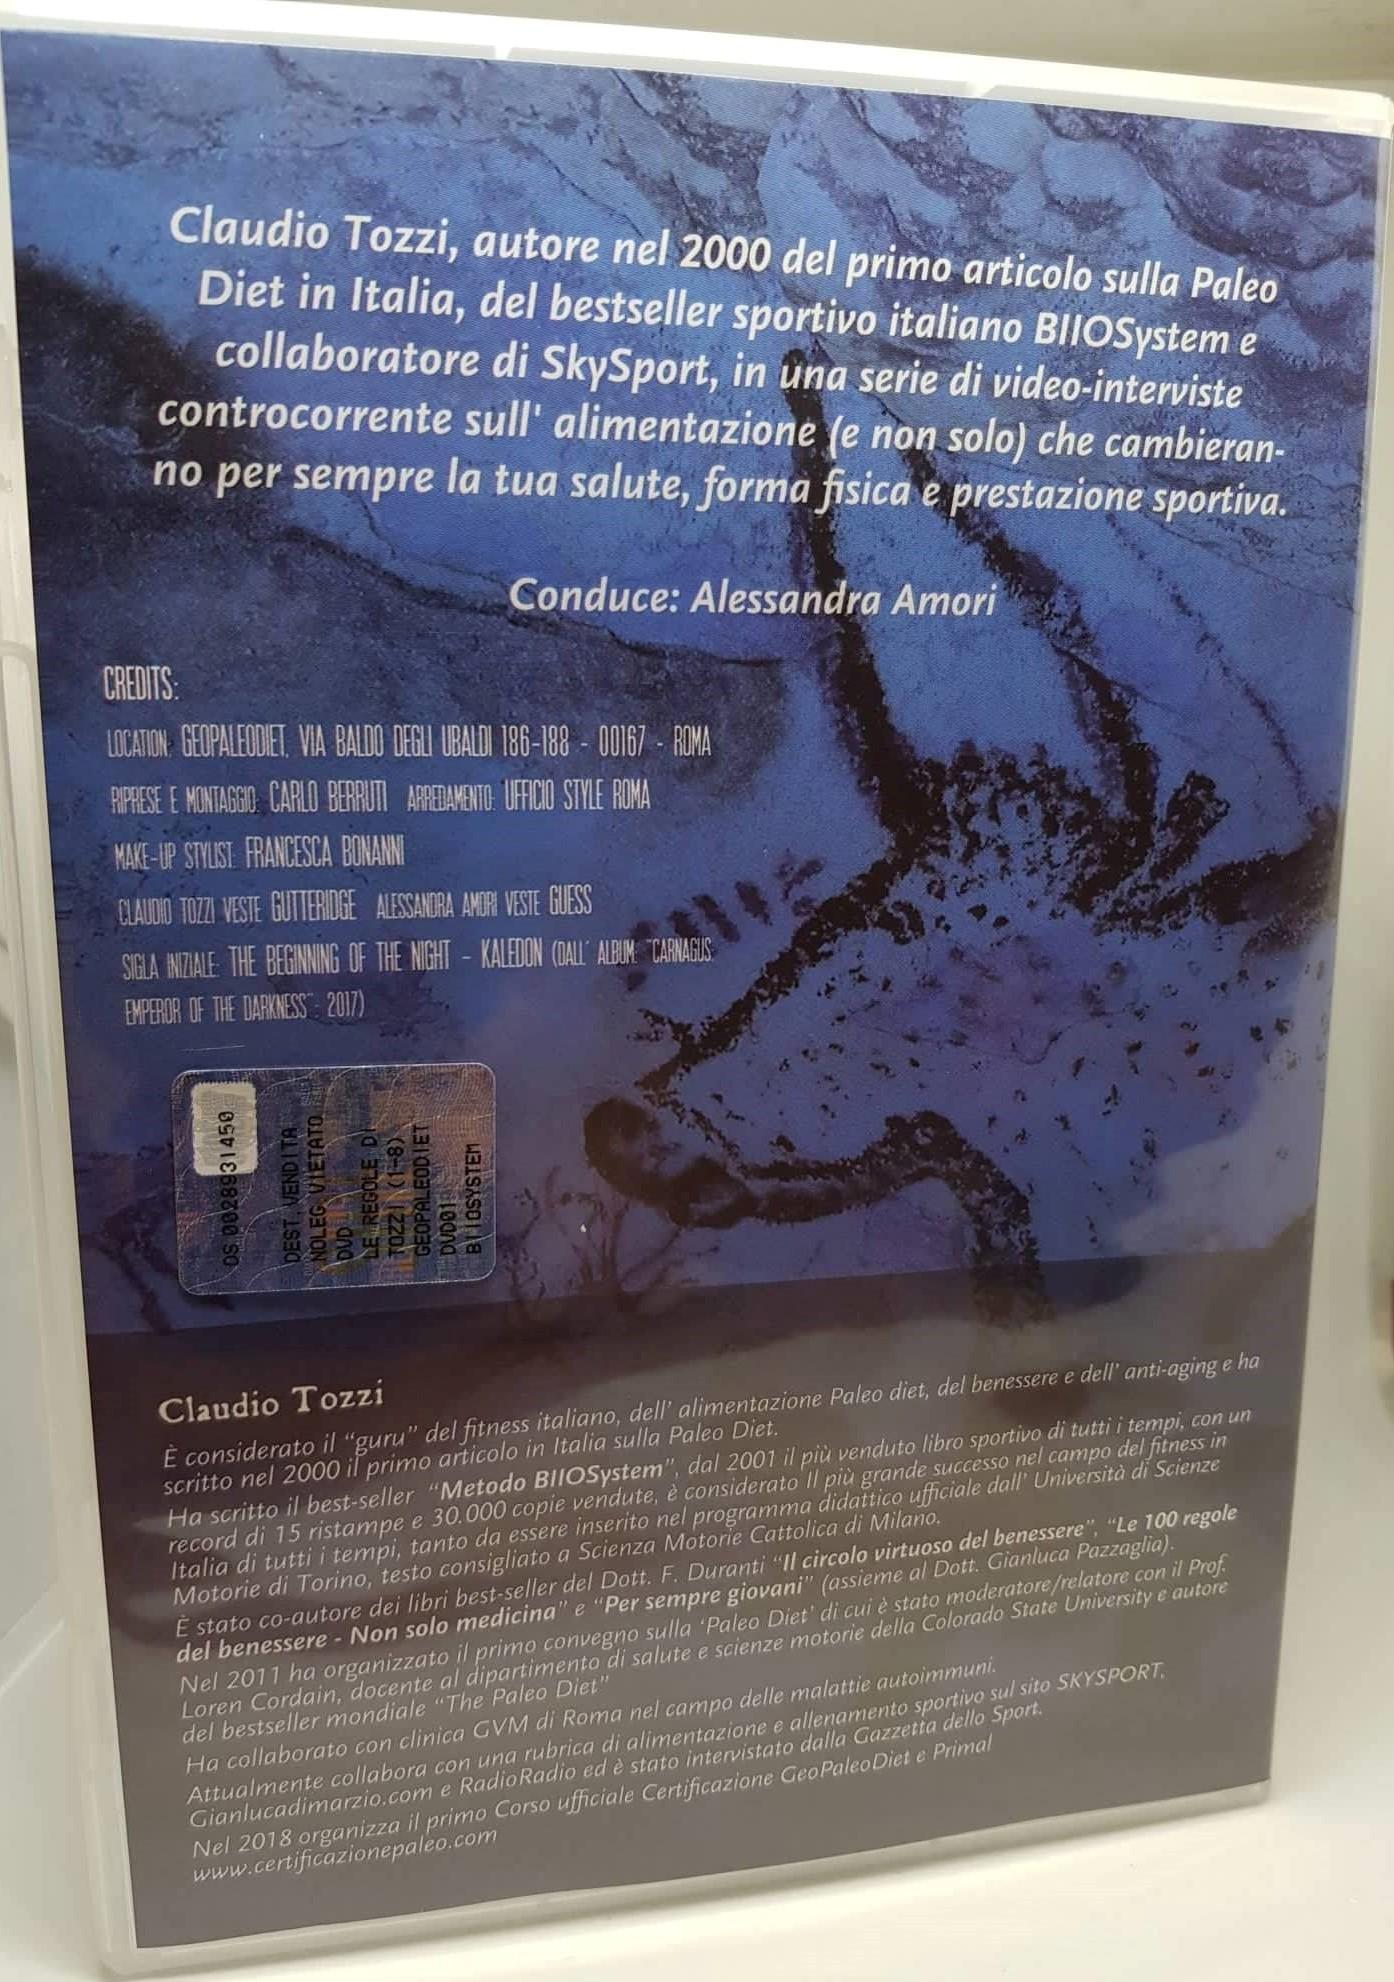 Claudio Tozzi, autore nel 2000 del primo articolo sulla Paleo
Diet in Italia, del bestseller sportivo italiano BIIOSystem e
collaboratore di SkySport, in una serie di video-interviste
controcorrente sull' alimentazione (e non solo) che cambieran-
no per sempre la tua salute, forma fisica e prestazione sportiva.
Conduce: Alessandra Amori
CREDITS:
LOCATION: GEOPALEODIET, VIA BALDO DEGLI UBALDI 186-188 - 00167 - ROMA
RIPRESE E MONTAGGIO: CARLO BERRUTI ARREDAMENTO: UFFICIO STYLE ROMA
MAKE-UP STYLIST: FRANCESCA BONANNI
CLAUDIO TOZZI VESTE GUTTERIDGE ALESSANDRA AMORI VESTE GUESS
SIGLA INIZIALE: THE BEGINNING OF THE NIGHT - KALEDON (DALL' ALBUM: "CARNAGUS:
EMPEROR OF THE DARKNESS"- 2017)
OS 00289931450
DEST.VENDITA
NOLEG.VIETATO
DVD
LE REGOLE DI
TOZZI (1-8)
GEOPALEODIET
DVD01
BIIOSYSTEM
Claudio Tozzi
È considerato il "guru" del fitness italiano, dell' alimentazione Paleo diet, del benessere e dell' anti-aging e ha
scritto nel 2000 il primo articolo in Italia sulla Paleo Diet.
Ha scritto il best-seller "Metodo BIIOSystem", dal 2001 il più venduto libro sportivo di tutti i tempi, con un
record di 15 ristampe e 30.000 copie vendute, è considerato Il più grande successo nel campo del fitness in
Italia di tutti i tempi, tanto da essere inserito nel programma didattico ufficiale dall' Università di Scienze
Motorie di Torino, testo consigliato a Scienza Motorie Cattolica di Milano.
È stato co-autore dei libri best-seller del Dott. F. Duranti "Il circolo virtuoso del benessere", "Le 100 regole
del benessere - Non solo medicina" e "Per sempre giovani" (assieme al Dott. Gianluca Pazzaglia).
Nel 2011 ha organizzato il primo convegno sulla 'Paleo Diet' di cui è stato moderatore/relatore con il Prof.
Loren Cordain, docente al dipartimento di salute e scienze motorie della Colorado State University e autore
del bestseller mondiale "The Paleo Diet"
Ha collaborato con clinica GVM di Roma nel campo delle malattie autoimmuni.
Attualmente collabora con una rubrica di alimentazione e allenamento sportivo sul sito SKYSPORT,
Gianlucadimarzio.com e RadioRadio ed è stato intervistato dalla Gazzetta dello Sport.
Nel 2018 organizza il primo Corso ufficiale Certificazione GeoPaleoDiet e Primal
www.certificazionepaleo.com